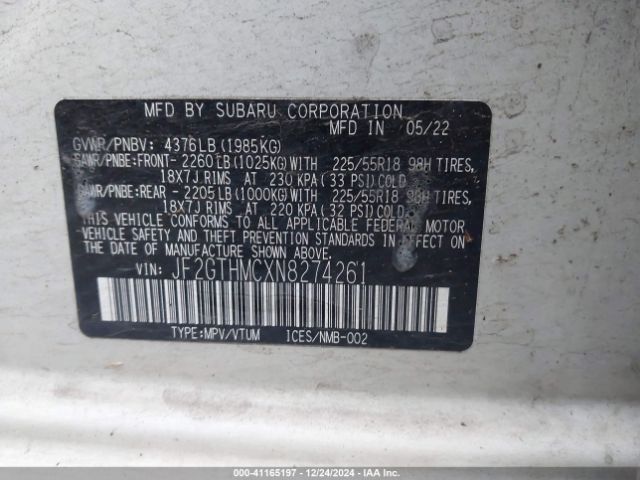 MFD BY SUBARU CORPORATION
MFD IN 05/22
GVWR/PNBV: 4376LB (1985KG)
GAWR/PNBE:FRONT- 2260LB(1025KG)WITH 225/55R18 98H TIRES,
18X7J RIMS AT 230 KPA(33 PSI)COLD
GAWR/PNBE:REAR - 2205LB(1000KG)WITH 225/55R18 98H TIRES,
18X7J RIMS AT 220 KPA(32 PSI)COLD
THIS VEHICLE CONFORMS TO ALL APPLICABLE FEDERAL MOTOR
VEHICLE SAFETY AND THEFT PREVENTION STANDARDS IN EFFECT ON THE
DATE OF MANUFACTURE SHOWN ABOVE.
VIN: JF2GTHMCXN8274261
TYPE:MPV/VTUM ICES/NMB-002
000-41165197 - 12/24/2024 - IAA Inc.